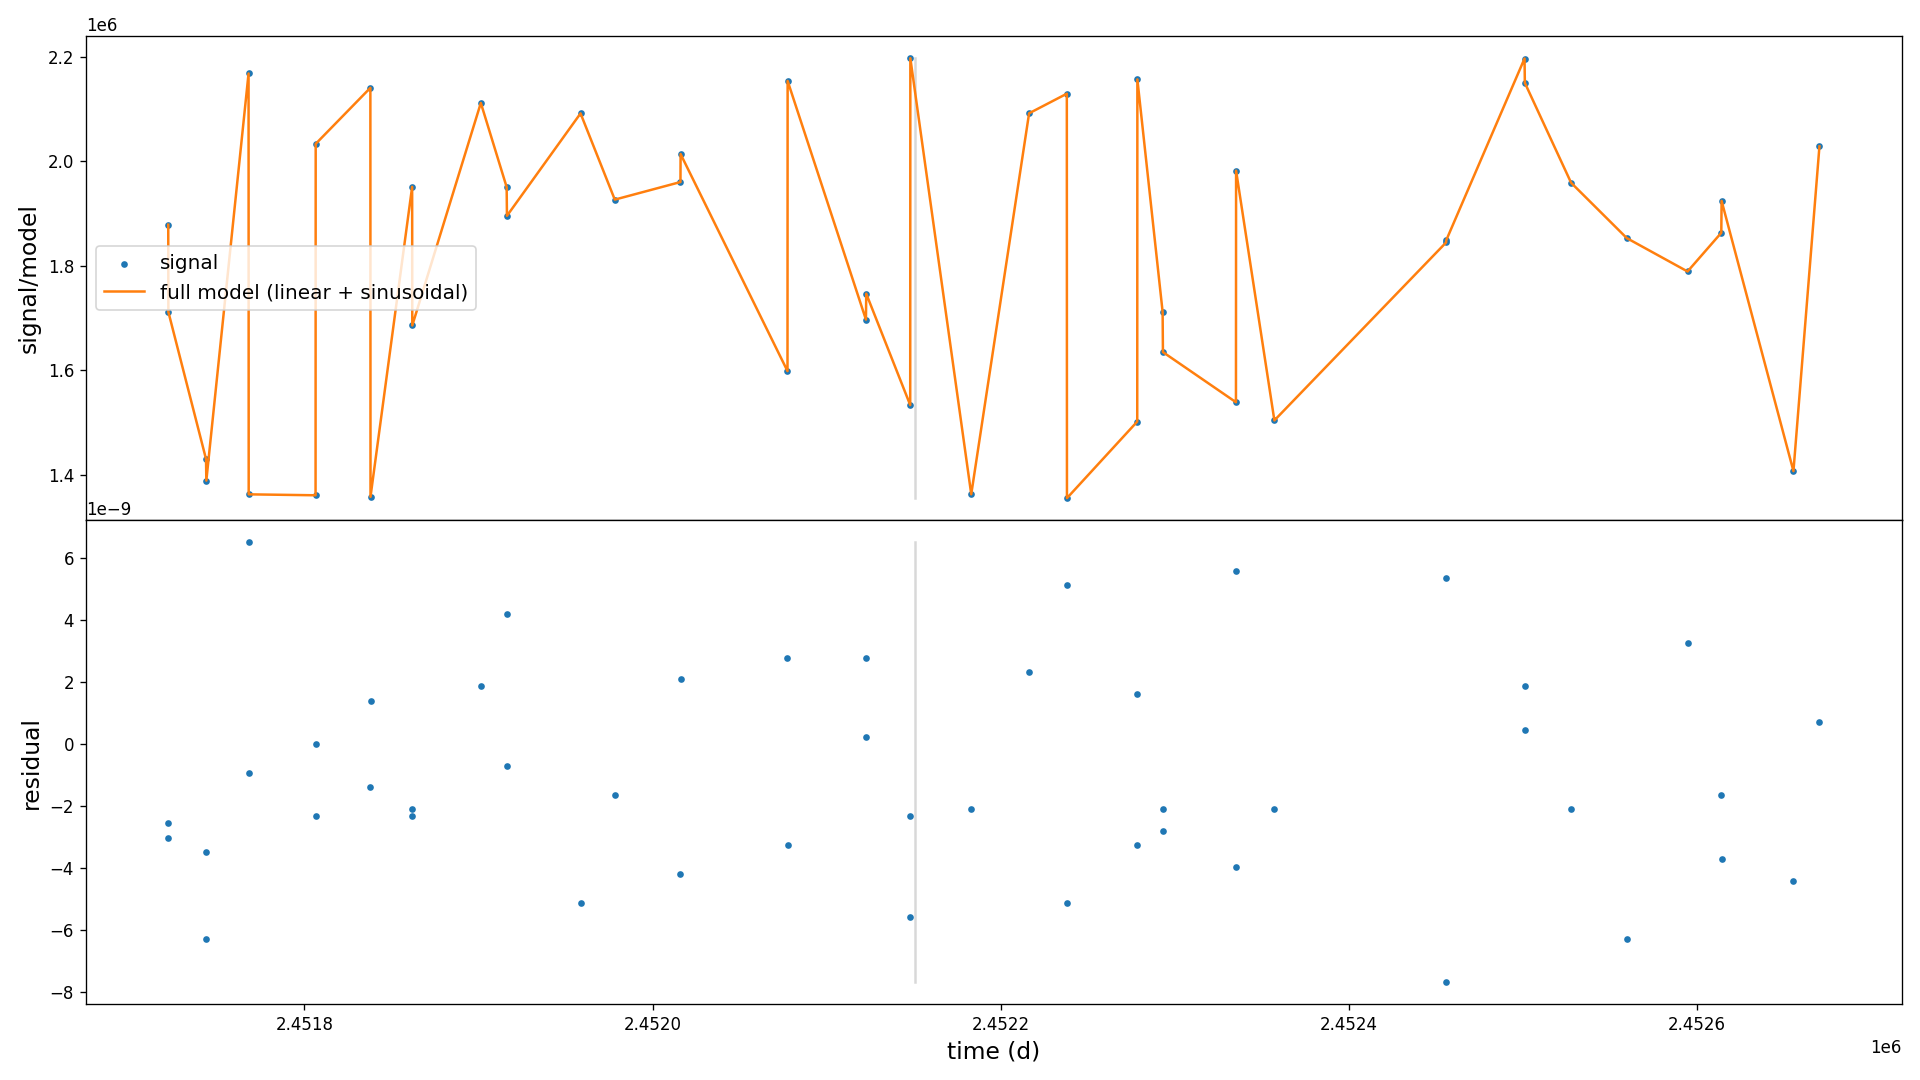 1e6
2.2
2.0
1.8
1.6
1.4
signal/model
signal
full model (linear + sinusoidal)
1e−9
6
4
2
0
−2
−4
−6
−8
residual
2.4518
2.4520
2.4522
2.4524
2.4526
time (d)
1e6